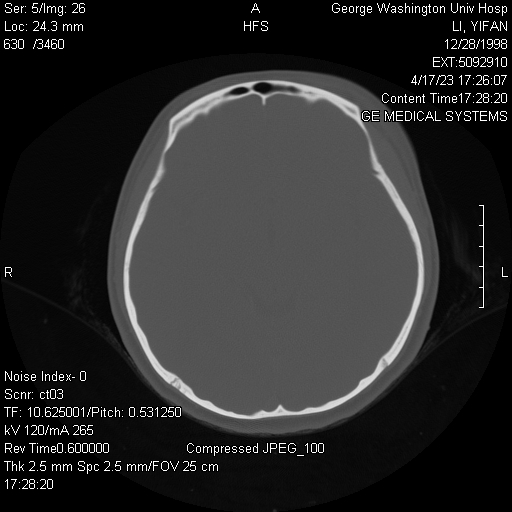 Ser: 5/Img: 26
Loc: 24.3 mm
630 /3460
A
HFS
George Washington Univ Hosp
LI, YIFAN
12/28/1998
EXT:5092910
4/17/23 17:26:07
Content Time17:28:20
GE MEDICAL SYSTEMS
R
L
Noise Index- 0
Scnr: ct03
TF: 10.625001/Pitch: 0.531250
kV 120/mA 265
Rev Time0.600000
Compressed JPEG_100
Thk 2.5 mm Spc 2.5 mm/FOV 25 cm
17:28:20